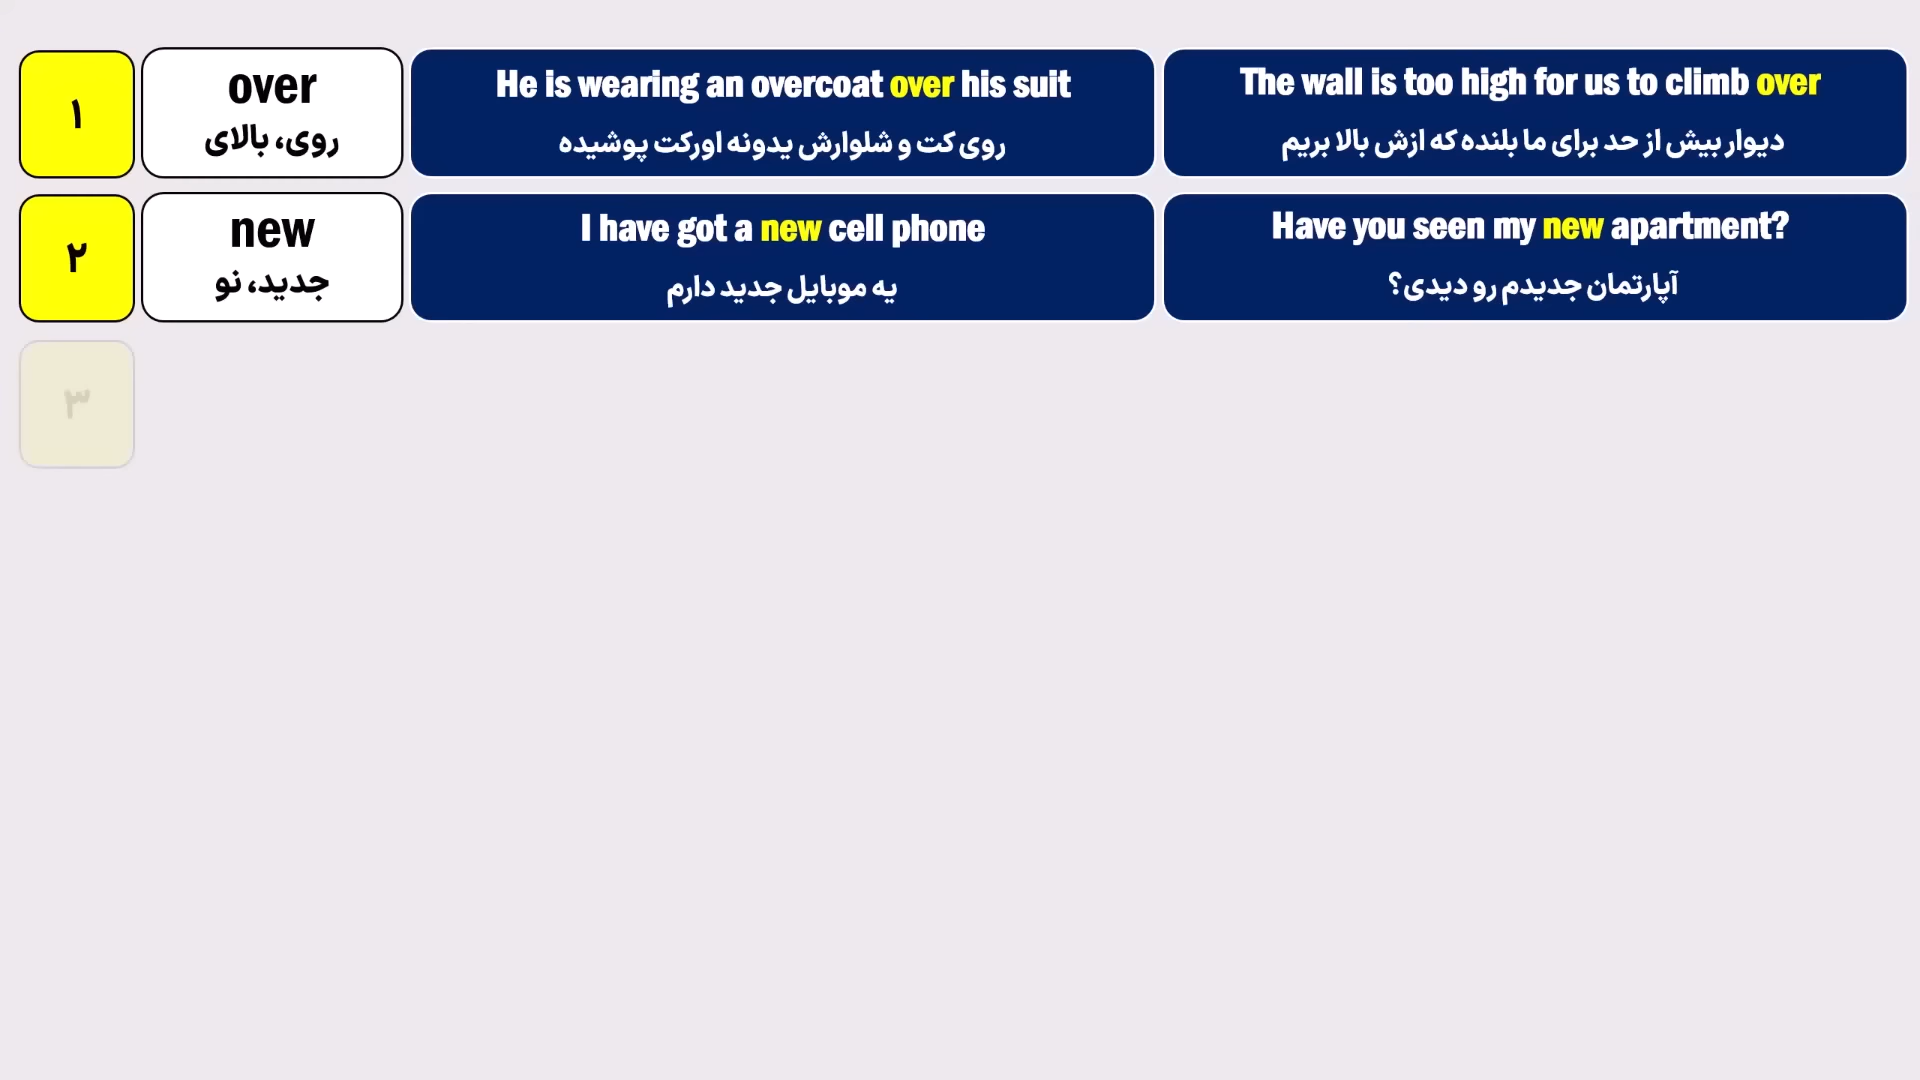 ۱
over
روی، بالای
He is wearing an overcoat over his suit
روی کت و شلوارش یدونه اورکت پوشیده
The wall is too high for us to climb over
دیوار بیش از حد برای ما بلنده که ازش بالا بریم
۲
new
جدید، نو
I have got a new cell phone
یه موبایل جدید دارم
Have you seen my new apartment?
آپارتمان جدیدم رو دیدی؟
۳